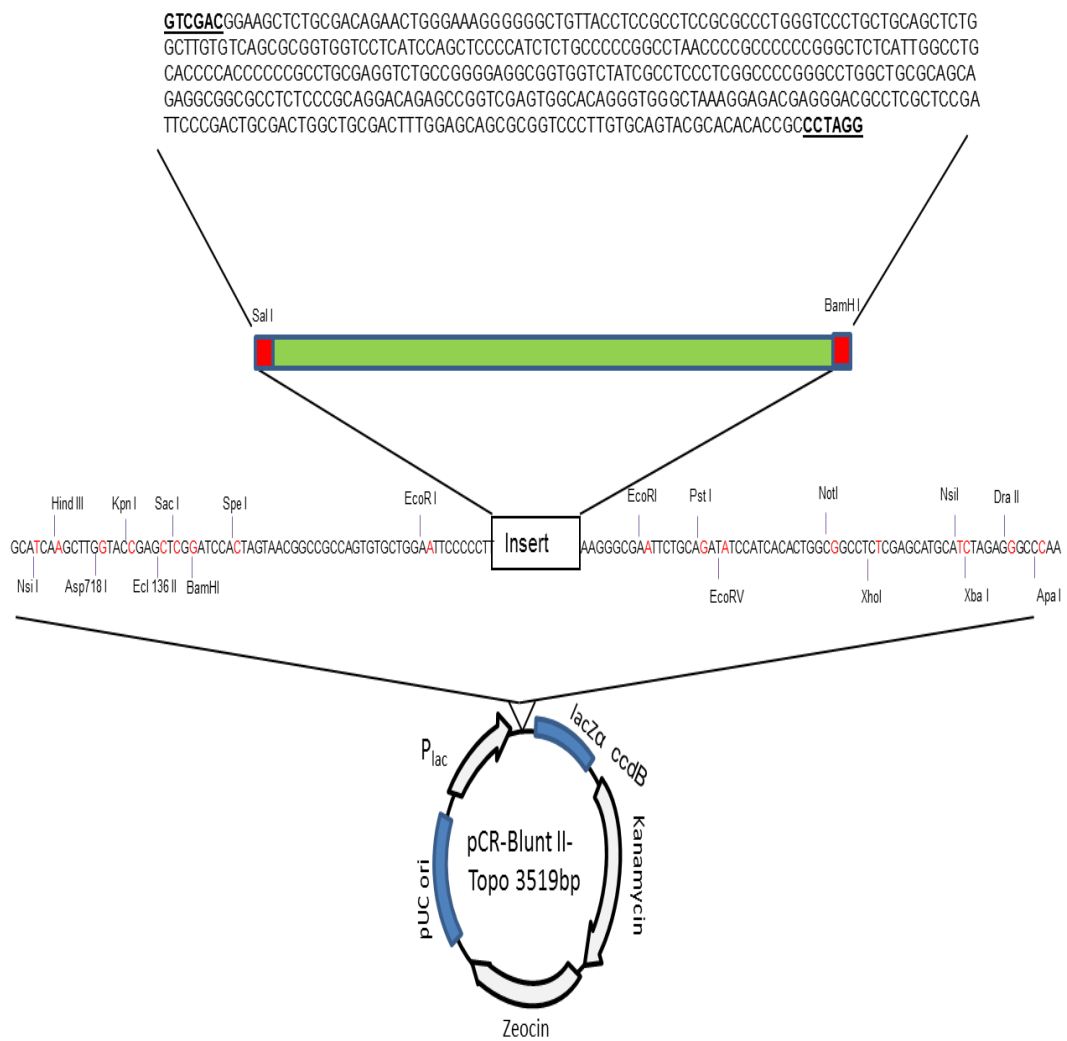 GTCGACGGAAGCTCTGCGACAGAACTGGGAAAGGGGGGGCTGTTACCTCCGCCTCCGCGCCCTGGGTCCCTGCTGCAGCTCTG
GCTTGTGTCAGCGCGGTGGTCCTCATCCAGCTCCCCATCTCTGCCCCCGGCCTAACCCCGCCCCCCGGGCTCTCATTGGCCTG
CACCCCACCCCCCGCCTGCGAGGTCTGCCGGGGAGGCGGTGGTCTATCGCCTCCCTCGGCCCCGGGCCTGGCTGCGCAGCA
GAGGCGGCGCCTCTCCCGCAGGACAGAGCCGGTCGAGTGGCACAGGGTGGGCTAAAGGAGACGAGGGACGCCTCGCTCCGA
TTCCCGACTGCGACTGGCTGCGACTTTGGAGCAGCGCGGTCCCTTGTGCAGTACGCACACACCGCCCTAGG
Sal I
BamH I
Hind III
Kpn I
Sac I
Spe I
EcoR I
EcoRI
Pst I
NotI
NsiI
Dra II
GCATCAAGCTTGGTACCGAGCTCGGATCCACTAGTAACGGCCGCCAGTGTGCTGGAATTCCCCCTT
Insert
AAGGGCGAATTCTGCAGATATCCATCACACTGGCGGCCTCTCGAGCATGCATCTAGAGGGCCCAA
Nsi I
Asp718 I
Ecl 136 II
BamHI
EcoRV
XhoI
Xba I
Apa I
Plac
lacZα ccdB
pUC ori
pCR-Blunt II-
Topo 3519bp
Kanamycin
Zeocin